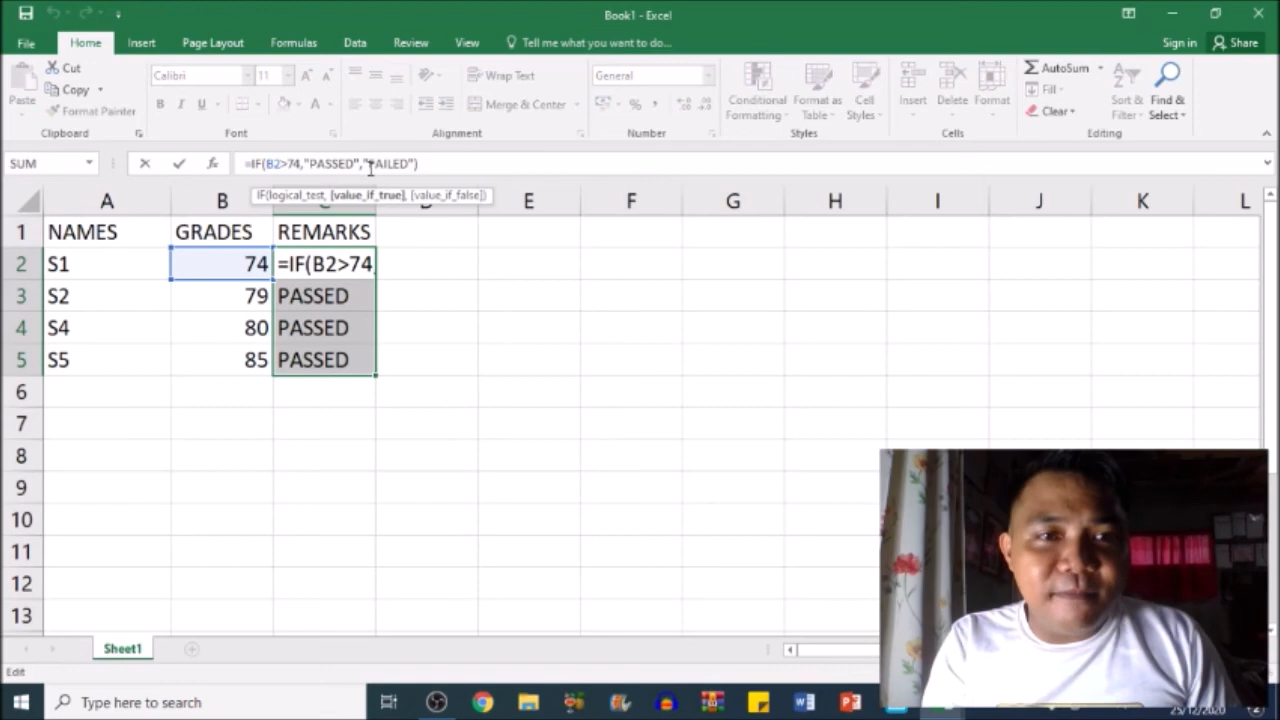 Book1 - Excel
File Home Insert Page Layout Formulas Data Review View Tell me what you want to do... Sign in Share
Paste Cut Copy Format Painter Clipboard
Calibri 11 A A B I U A Font
Wrap Text Merge & Center Alignment
General % , Number
Conditional Formatting Format as Table Cell Styles Styles
Insert Delete Format Cells
AutoSum Fill Clear Sort & Filter Find & Select Editing
SUM fx =IF(B2>74,"PASSED","FAILED")
IF(logical_test, [value_if_true], [value_if_false])
A B E F G H I J K L
1 NAMES GRADES REMARKS
2 S1 74 =IF(B2>74,
3 S2 79 PASSED
4 S4 80 PASSED
5 S5 85 PASSED
6
7
8
9
10
11
12
13
Sheet1
Edit
Type here to search
25/12/2020